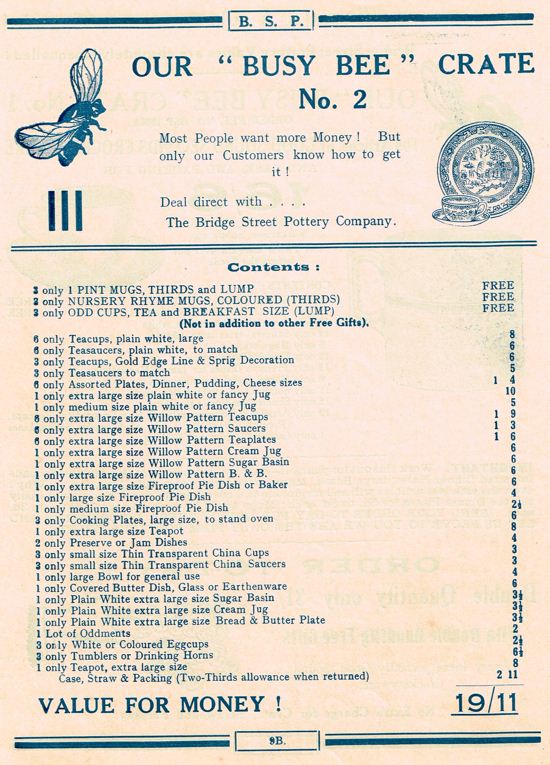 B. S. P.
OUR "BUSY BEE" CRATE
No. 2
Most People want more Money! But
only our Customers know how to get
it!
Deal direct with . . . .
The Bridge Street Pottery Company.
Contents :
3 only 1 PINT MUGS, THIRDS and LUMP FREE
3 only NURSERY RHYME MUGS, COLOURED (THIRDS) FREE
3 only ODD CUPS, TEA and BREAKFAST SIZE (LUMP) FREE
(Not in addition to other Free Gifts).
6 only Teacups, plain white, large 8
6 only Teasaucers, plain white, to match 6
3 only Teacups, Gold Edge Line & Sprig Decoration 6
3 only Teasaucers to match 5
6 only Assorted Plates, Dinner, Pudding, Cheese sizes 1 4
1 only extra large size plain white or fancy Jug 10
1 only medium size plain white or fancy Jug 5
6 only extra large size Willow Pattern Teacups 1 9
6 only extra large size Willow Pattern Saucers 1 3
6 only extra large size Willow Pattern Teaplates 1 6
1 only extra large size Willow Pattern Cream Jug 6
1 only extra large size Willow Pattern Sugar Basin 6
1 only extra large size Willow Pattern B. & B. 6
1 only extra large size Fireproof Pie Dish or Baker 6
1 only large size Fireproof Pie Dish 4
1 only medium size Fireproof Pie Dish 2½
3 only Cooking Plates, large size, to stand oven 6
1 only extra large size Teapot 8
2 only Preserve or Jam Dishes 4
3 only small size Thin Transparent China Cups 3
3 only small size Thin Transparent China Saucers 3
1 only large Bowl for general use 4
1 only Covered Butter Dish, Glass or Earthenware 6
1 only Plain White extra large size Sugar Basin 3½
1 only Plain White extra large size Cream Jug 3½
1 only Plain White extra large size Bread & Butter Plate 3½
1 Lot of Oddments 2
3 only White or Coloured Eggcups 2½
3 only Tumblers or Drinking Horns 6½
1 only Teapot, extra large size 8
Case, Straw & Packing (Two-Thirds allowance when returned) 2 11
VALUE FOR MONEY! 19/11
9B.